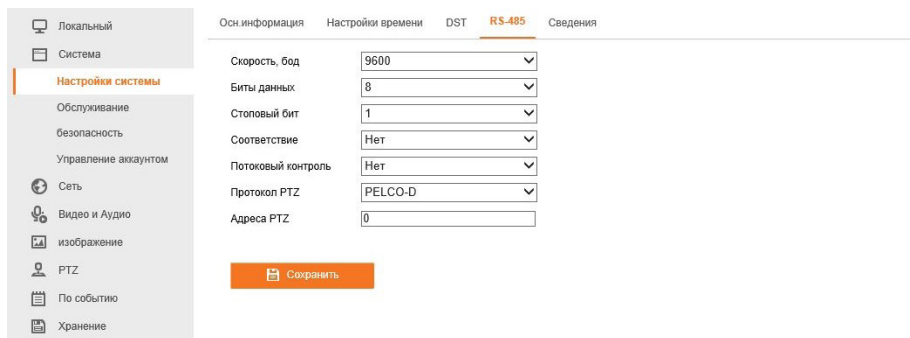 Локальный
Система
Настройки системы
Обслуживание
безопасность
Управление аккаунтом
Сеть
Видео и Аудио
изображение
PTZ
По событию
Хранение
Осн.информация Настройки времени DST RS-485 Сведения
Скорость, бод 9600
Биты данных 8
Стоповый бит 1
Соответствие Нет
Потоковый контроль Нет
Протокол PTZ PELCO-D
Адреса PTZ 0
Сохранить